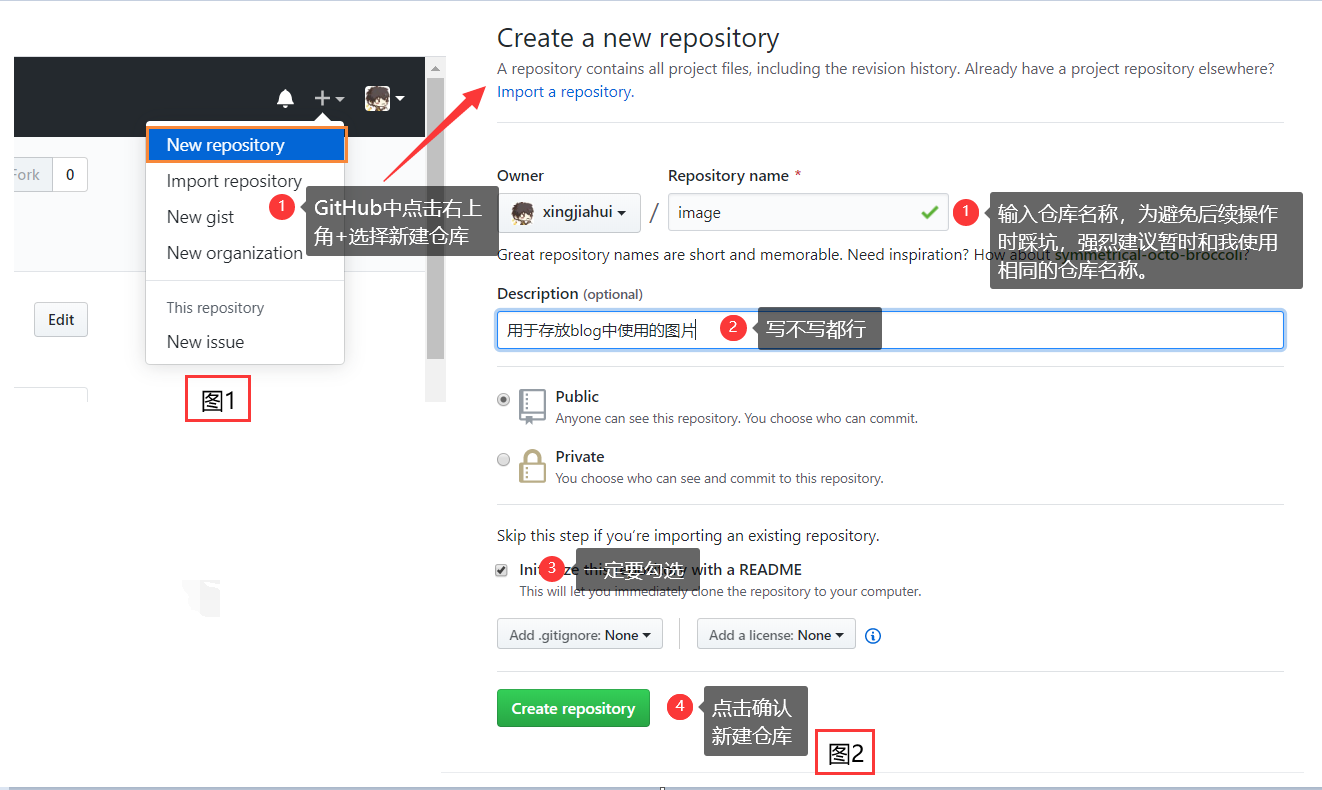 New repository
Import repository
New gist
New organization
This repository
New issue
Fork
0
Edit
1
GitHub中点击右上
角+选择新建仓库
图1
Create a new repository
A repository contains all project files, including the revision history. Already have a project repository elsewhere?
Import a repository.
Owner
Repository name *
xingjiahui
/
image
1
输入仓库名称，为避免后续操作
时踩坑，强烈建议暂时和我使用
相同的仓库名称。
Great repository names are short and memorable. Need inspiration? How about symmetrical-octo-broccoli?
Description (optional)
用于存放blog中使用的图片
2
写不写都行
Public
Anyone can see this repository. You choose who can commit.
Private
You choose who can see and commit to this repository.
Skip this step if you’re importing an existing repository.
3
一定要勾选
with a README
This will let you immediately clone the repository to your computer.
Add .gitignore: None
Add a license: None
Create repository
4
点击确认
新建仓库
图2